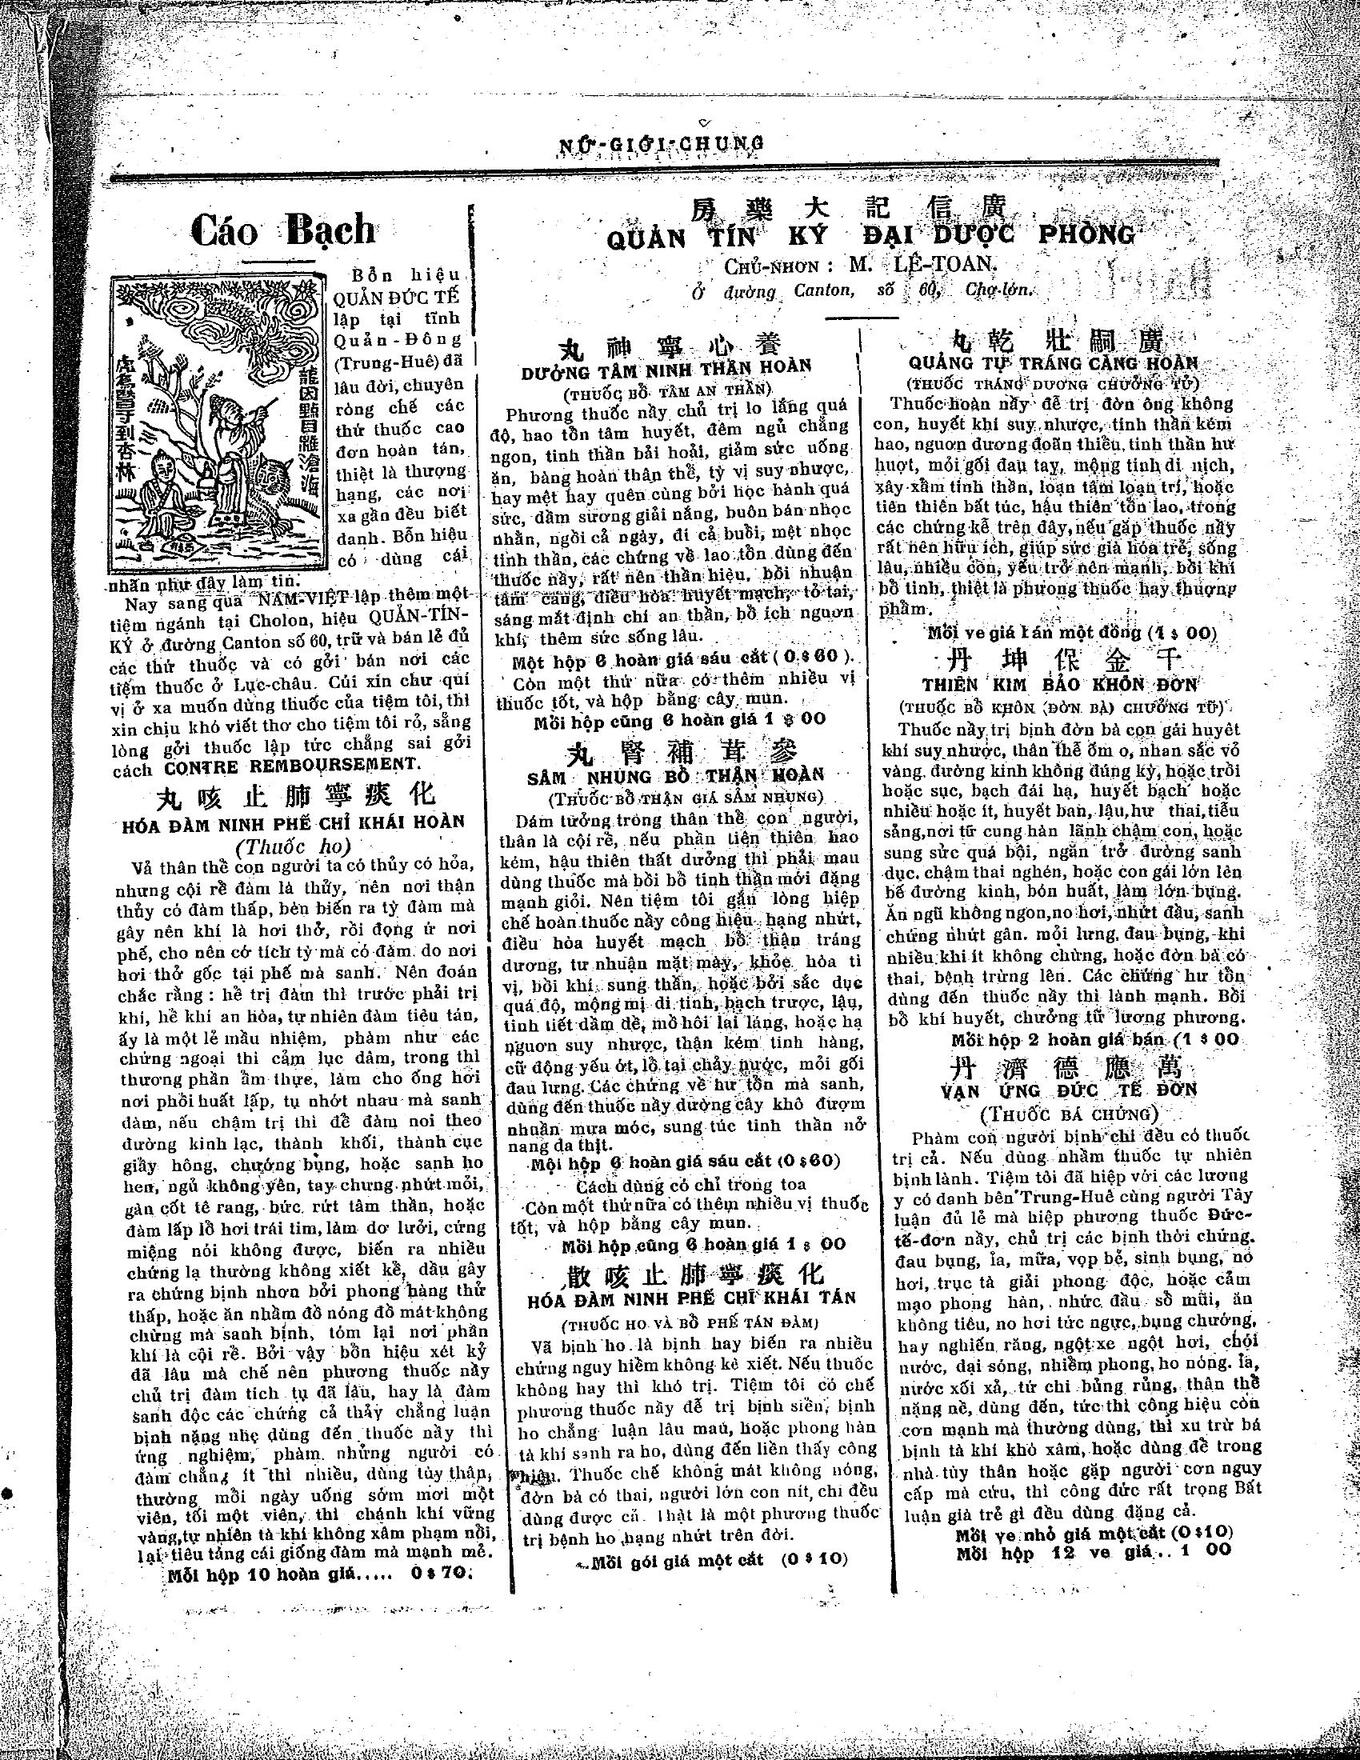 NỮ-GIỚI-CHUNG
Cáo Bạch
龍因點目離滄海
虎為醫牙到杏林
Bổn hiệu
QUẢN ĐỨC TẾ
lập tại tỉnh
Quản-Đông
(Trung-Huê) đã
lâu đời, chuyên
ròng chế các
thứ thuốc cao
đơn hoàn tán,
thiệt là thượng
hạng, các nơi
xa gần đều biết
danh. Bổn hiệu
có dùng cái
nhãn như đây làm tin.
Nay sang qua NAM-VIỆT lập thêm một
tiệm ngánh tại Cholon, hiệu QUẢN-TÍN-
KÝ ở đường Canton số 60, trữ và bán lẻ đủ
các thứ thuốc và có gởi bán nơi các
tiệm thuốc ở Lục-châu. Cúi xin chư quí
vị ở xa muốn dùng thuốc của tiệm tôi, thì
xin chịu khó viết thơ cho tiệm tôi rỏ, sẵng
lòng gởi thuốc lập tức chẳng sai gởi
cách CONTRE REMBOURSEMENT.
丸咳止肺寧痰化
HÓA ĐÀM NINH PHẾ CHỈ KHÁI HOÀN
(Thuốc ho)
Vả thân thể con người ta có thủy có hỏa,
nhưng cội rể đàm là thủy, nên nơi thận
thủy có đàm thấp, bèn biến ra tỳ đàm mà
gây nên khí là hơi thở, rồi đọng ứ nơi
phế, cho nên cớ tích tỳ mà có đàm do nơi
hơi thở gốc tại phế mà sanh. Nên đoán
chắc rằng: hễ trị đàm thì trước phải trị
khí, hễ khí an hòa, tự nhiên đàm tiêu tán,
ấy là một lẻ mầu nhiệm, phàm như các
chứng ngoại thì cảm lục dâm, trong thì
thương phần ẩm thực, làm cho ống hơi
nơi phổi huất lấp, tụ nhớt nhau mà sanh
đàm, nếu chậm trị thì để đàm noi theo
đường kinh lạc, thành khối, thành cục
giầy hông, chướng bụng, hoặc sanh ho
hen, ngủ không yên, tay chưng nhứt mỏi,
gàn cốt tê rang, bức rứt tâm thần, hoặc
đàm lấp lổ hơi trái tim, làm dơ lưởi, cứng
miệng nói không được, biến ra nhiều
chứng lạ thường không xiết kể, dầu gây
ra chứng bịnh nhơn bởi phong hàng thử
thấp, hoặc ăn nhầm đồ nóng đồ mát không
chừng mà sanh bịnh, tóm lại nơi phần
khí là cội rể. Bởi vậy bổn hiệu xét kỹ
đã lâu mà chế nên phương thuốc nầy
chủ trị đàm tích tụ đã lâu, hay là đàm
sanh độc các chứng cả thảy chẳng luận
bịnh nặng nhẹ dùng đến thuốc nầy thì
ứng nghiệm, phàm những người có
đàm chẳng ít thì nhiều, dùng tùy thân,
thường mỗi ngày uống sớm mơi một
viên, tối một viên, thì chánh khí vững
vàng, tự nhiên tà khí không xâm phạm nổi,
lại tiêu tảng cái giống đàm mà mạnh mẻ.
Mỗi hộp 10 hoàn giá..... 0$70.
房藥大記信廣
QUẢN TÍN KÝ ĐẠI DƯỢC PHÒNG
CHỦ-NHƠN: M. LÊ-TOAN.
Ở đường Canton, số 60, Chợ-lớn.
丸神寧心養
DƯỞNG TÂM NINH THẦN HOÀN
(THUỐC BỔ TÂM AN THẦN)
Phương thuốc nầy chủ trị lo lắng quá
độ, hao tổn tâm huyết, đêm ngủ chẳng
ngon, tinh thần bải hoải, giảm sức uống
ăn, bàng hoàn thân thể, tỳ vị suy nhược,
hay mệt hay quên cùng bởi học hành quá
sức, dầm sương giải nắng, buôn bán nhọc
nhằn, ngồi cả ngày, đi cả buổi, mệt nhọc
tinh thần, các chứng về lao tổn dùng đến
thuốc nầy, rất nên thần hiệu, bồi nhuận
tâm căng, điều hòa huyết mạch, tỏ tai,
sáng mắt định chí an thần, bổ ích nguơn
khí, thêm sức sống lâu.
Một hộp 6 hoàn giá sáu cắt (0$60).
Còn một thứ nữa có thêm nhiều vị
thuốc tốt, và hộp bằng cây mun.
Mỗi hộp cũng 6 hoàn giá 1 $ 00
丸腎補茸參
SÂM NHUNG BỔ THẬN HOÀN
(THUỐC BỔ THẬN GIÁ SÂM NHUNG)
Dám tưởng trong thân thể con người,
thận là cội rể, nếu phần tiên thiên hao
kém, hậu thiên thất dưởng thì phải mau
dùng thuốc mà bồi bổ tinh thần mới đặng
mạnh giỏi. Nên tiệm tôi gắn lòng hiệp
chế hoàn thuốc nầy công hiệu hạng nhứt,
điều hòa huyết mạch bổ thận tráng
dương, tư nhuận mặt mày, khỏe hòa tì
vị, bồi khí sung thần, hoặc bởi sắc dục
quá độ, mộng mị di tinh, bạch trược, lậu,
tinh tiết dầm dề, mồ hôi lai láng, hoặc hạ
nguơn suy nhược, thận kém tinh hàng,
cữ động yếu ớt, lổ tai chảy nước, mỏi gối
đau lưng. Các chứng về hư tổn mà sanh,
dùng đến thuốc nầy dường cây khô đượm
nhuần mưa móc, sung túc tinh thần nở
nang da thịt.
Mội hộp 6 hoàn giá sáu cắt (0$60)
Cách dùng có chỉ trong toa
Còn một thứ nữa có thêm nhiều vị thuốc
tốt, và hộp bằng cây mun.
Mỗi hộp cũng 6 hoàn giá 1 $ 00
散咳止肺寧痰化
HÓA ĐÀM NINH PHẾ CHỈ KHÁI TÁN
(THUỐC HO VÀ BỔ PHẾ TÁN ĐÀM)
Vã bịnh ho là bịnh hay biến ra nhiều
chứng nguy hiểm không kẻ xiết. Nếu thuốc
không hay thì khó trị. Tiệm tôi có chế
phương thuốc nầy để trị bịnh siển, bịnh
ho chẳng luận lâu mau, hoặc phong hàn
tà khí sanh ra ho, dùng đến liền thấy công
hiệu. Thuốc chế không mát không nóng,
đờn bà có thai, người lớn con nít, chi đều
dùng được cả. Thật là một phương thuốc
trị bệnh ho hạng nhứt trên đời.
Mỗi gói giá một cắt (0$10)
丸乾壯嗣廣
QUẢNG TỰ TRÁNG CÀNG HOÀN
(THUỐC TRÁNG DƯƠNG CHƯỞNG TỬ)
Thuốc hoàn nầy để trị đờn ông không
con, huyết khí suy nhược, tinh thần kém
hao, nguơn dương đoãn thiểu, tinh thần hư
huợt, mỏi gối đau tay, mộng tinh di nịch,
xây xẩm tinh thần, loạn tâm loạn trí, hoặc
tiên thiên bất túc, hậu thiên tổn lao, trong
các chứng kể trên đây, nếu gặp thuốc nầy
rất nên hữu ích, giúp sức già hóa trẻ, sống
lâu, nhiều con, yếu trở nên mạnh, bồi khí
bổ tinh, thiệt là phương thuốc hay thượng
phẩm.
Mỗi ve giá bán một đồng (1$00)
丹坤保金千
THIÊN KIM BẢO KHÔN ĐƠN
(THUỐC BỔ KHÔN (ĐỜN BÀ) CHƯỞNG TỬ)
Thuốc nầy trị bịnh đờn bà con gái huyết
khí suy nhược, thân thể ốm o, nhan sắc vỏ
vàng, đường kinh không đúng kỳ, hoặc trồi
hoặc sục, bạch đái hạ, huyết bạch hoặc
nhiều hoặc ít, huyết ban, lậu, hư thai, tiểu
sảng, nơi tử cung hàn lãnh chậm con, hoặc
sung sức quá bội, ngăn trở đường sanh
dục, chậm thai nghén, hoặc con gái lớn lên
bế đường kinh, bón huất, làm lớn bụng.
Ăn ngũ không ngon, no hơi, nhứt đầu, sanh
chứng nhứt gân, mỏi lưng, đau bụng, khi
nhiều khi ít không chừng, hoặc đờn bà có
thai, bệnh trừng lên. Các chứng hư tổn
dùng đến thuốc nầy thì lành mạnh. Bồi
bổ khí huyết, chưởng tử lương phương.
Mỗi hộp 2 hoàn giá bán (1$00
丹濟德應萬
VẠN ỨNG ĐỨC TẾ ĐƠN
(THUỐC BÁ CHỨNG)
Phàm con người bịnh chi đều có thuốc
trị cả. Nếu dùng nhầm thuốc tự nhiên
bịnh lành. Tiệm tôi đã hiệp với các lương
y có danh bên Trung-Huê cùng người Tây
luận đủ lẻ mà hiệp phương thuốc Đức-
tế-đơn nầy, chủ trị các bịnh thời chứng,
đau bụng, ỉa, mữa, vọp bẻ, sình bụng, no
hơi, trục tà giải phong độc, hoặc cảm
mạo phong hàn, nhức đầu sổ mũi, ăn
không tiêu, no hơi tức ngực, bụng chướng,
hay nghiến răng, ngột xe ngột hơi, chói
nước, dại sóng, nhiểm phong, ho nóng, ỉa,
nước xối xả, tứ chi bủng rủng, thân thể
nặng nề, dùng đến, tức thì công hiệu còn
cơn mạnh mà thường dùng, thì xu trừ bá
bịnh tà khí khó xâm, hoặc dùng để trong
nhà tùy thân hoặc gặp người cơn nguy
cấp mà cứu, thì công đức rất trọng Bất
luận già trẻ gì đều dùng đặng cả.
Mỗi ve nhỏ giá một cắt (0$10)
Mỗi hộp 12 ve giá.. 1 00